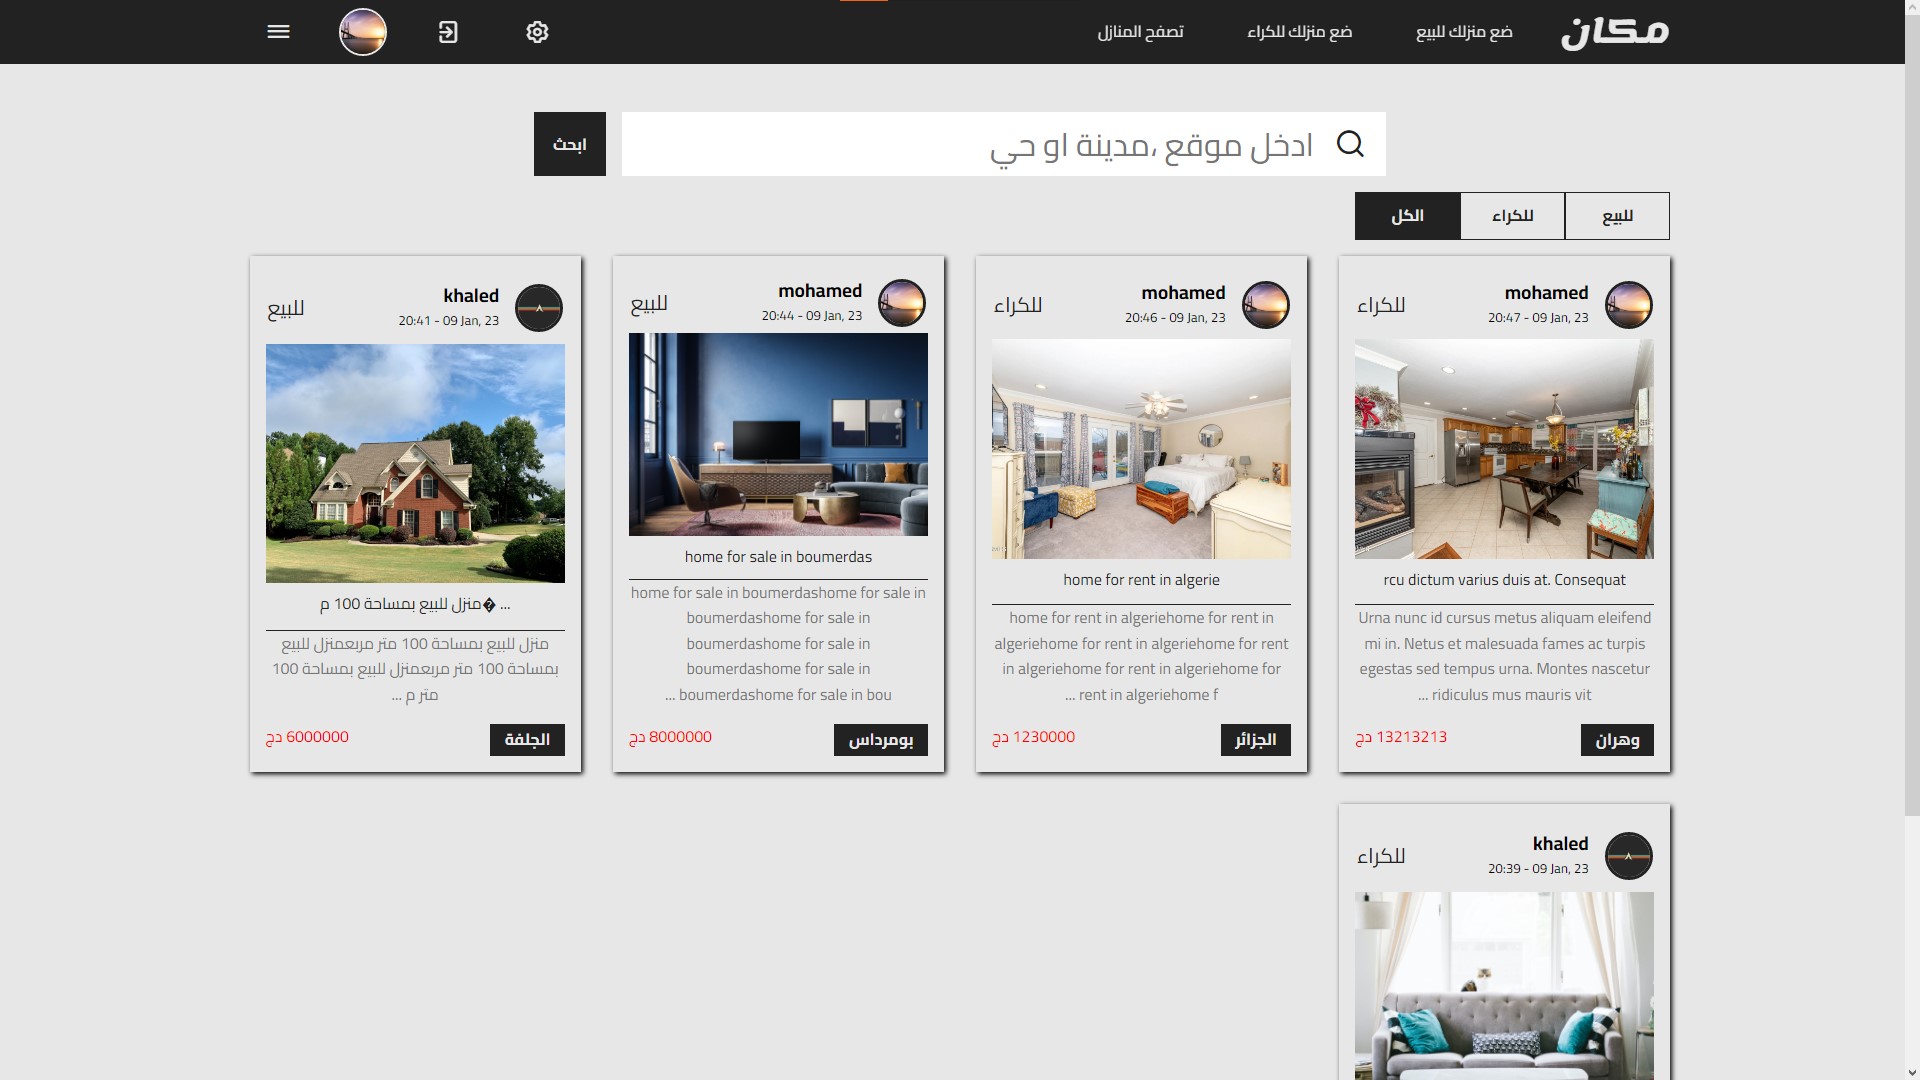 مكان
ضع منزلك للبيع
ضع منزلك للكراء
تصفح المنازل
ادخل موقع ،مدينة او حي
ابحث
للبيع
للكراء
الكل
mohamed
20:47 - 09 Jan, 23
للكراء
rcu dictum varius duis at. Consequat
Urna nunc id cursus metus aliquam eleifend
mi in. Netus et malesuada fames ac turpis
egestas sed tempus urna. Montes nascetur
ridiculus mus mauris vit ...
وهران
13213213 دج
mohamed
20:46 - 09 Jan, 23
للكراء
home for rent in algerie
home for rent in algeriehome for rent in
algeriehome for rent in algeriehome for rent
in algeriehome for rent in algeriehome for
rent in algeriehome f ...
الجزائر
1230000 دج
mohamed
20:44 - 09 Jan, 23
للبيع
home for sale in boumerdas
home for sale in boumerdashome for sale in
boumerdashome for sale in
boumerdashome for sale in
boumerdashome for sale in
boumerdashome for sale in bou ...
بومرداس
8000000 دج
khaled
20:41 - 09 Jan, 23
للبيع
منزل للبيع بمساحة 100 م� ...
منزل للبيع بمساحة 100 متر مربعمنزل للبيع
بمساحة 100 متر مربعمنزل للبيع بمساحة 100
متر م ...
الجلفة
6000000 دج
khaled
20:39 - 09 Jan, 23
للكراء